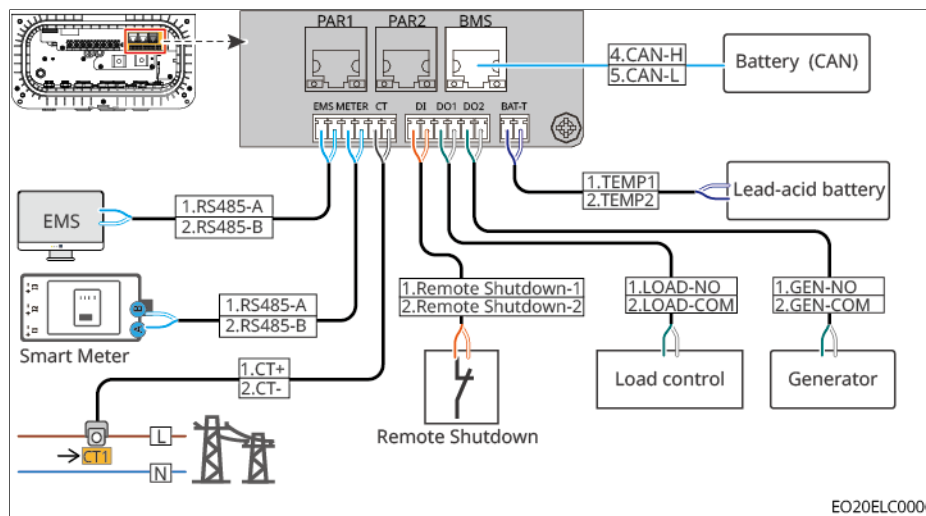 PAR1 PAR2 BMS
4.CAN-H
5.CAN-L
Battery (CAN)
EMS METER CT DI DO1 DO2 BAT-T
1.TEMP1
2.TEMP2
Lead-acid battery
EMS
1.RS485-A
2.RS485-B
1.RS485-A
2.RS485-B
B
A
Smart Meter
1.Remote Shutdown-1
2.Remote Shutdown-2
1.LOAD-NO
2.LOAD-COM
1.GEN-NO
2.GEN-COM
1.CT+
2.CT-
Load control
Generator
Remote Shutdown
L
CT1
N